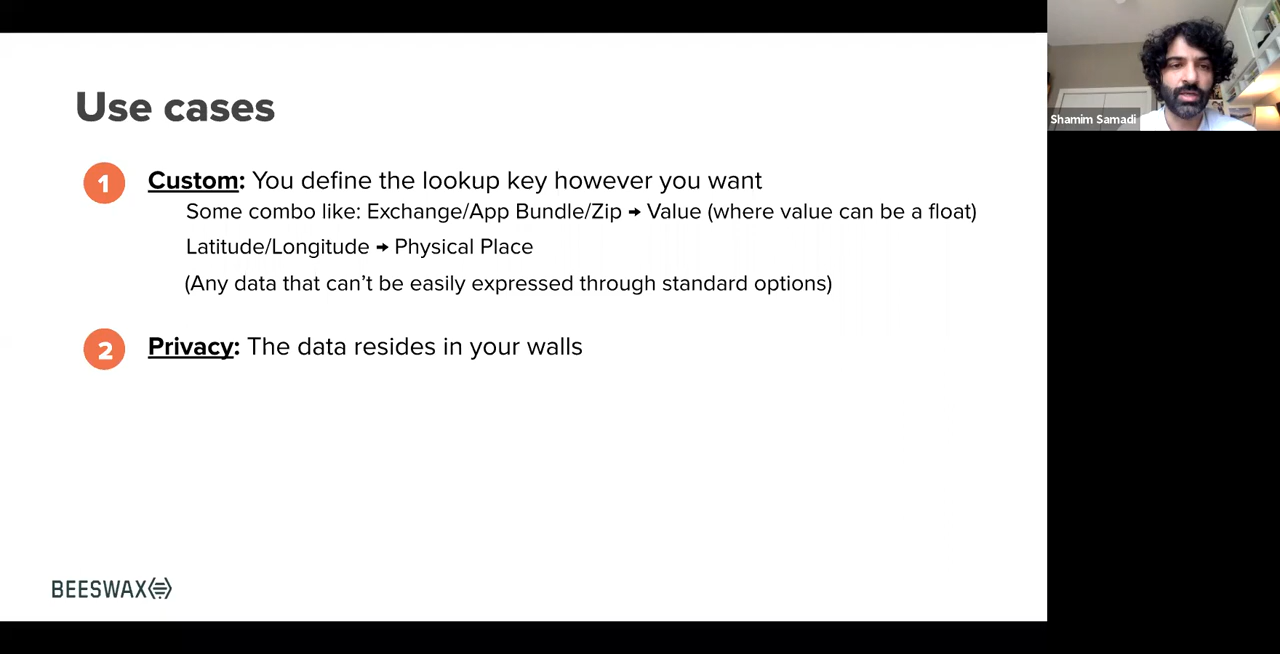 Use cases
1 Custom: You define the lookup key however you want
Some combo like: Exchange/App Bundle/Zip → Value (where value can be a float)
Latitude/Longitude → Physical Place
(Any data that can’t be easily expressed through standard options)
2 Privacy: The data resides in your walls
BEESWAX
Shamim Samadi